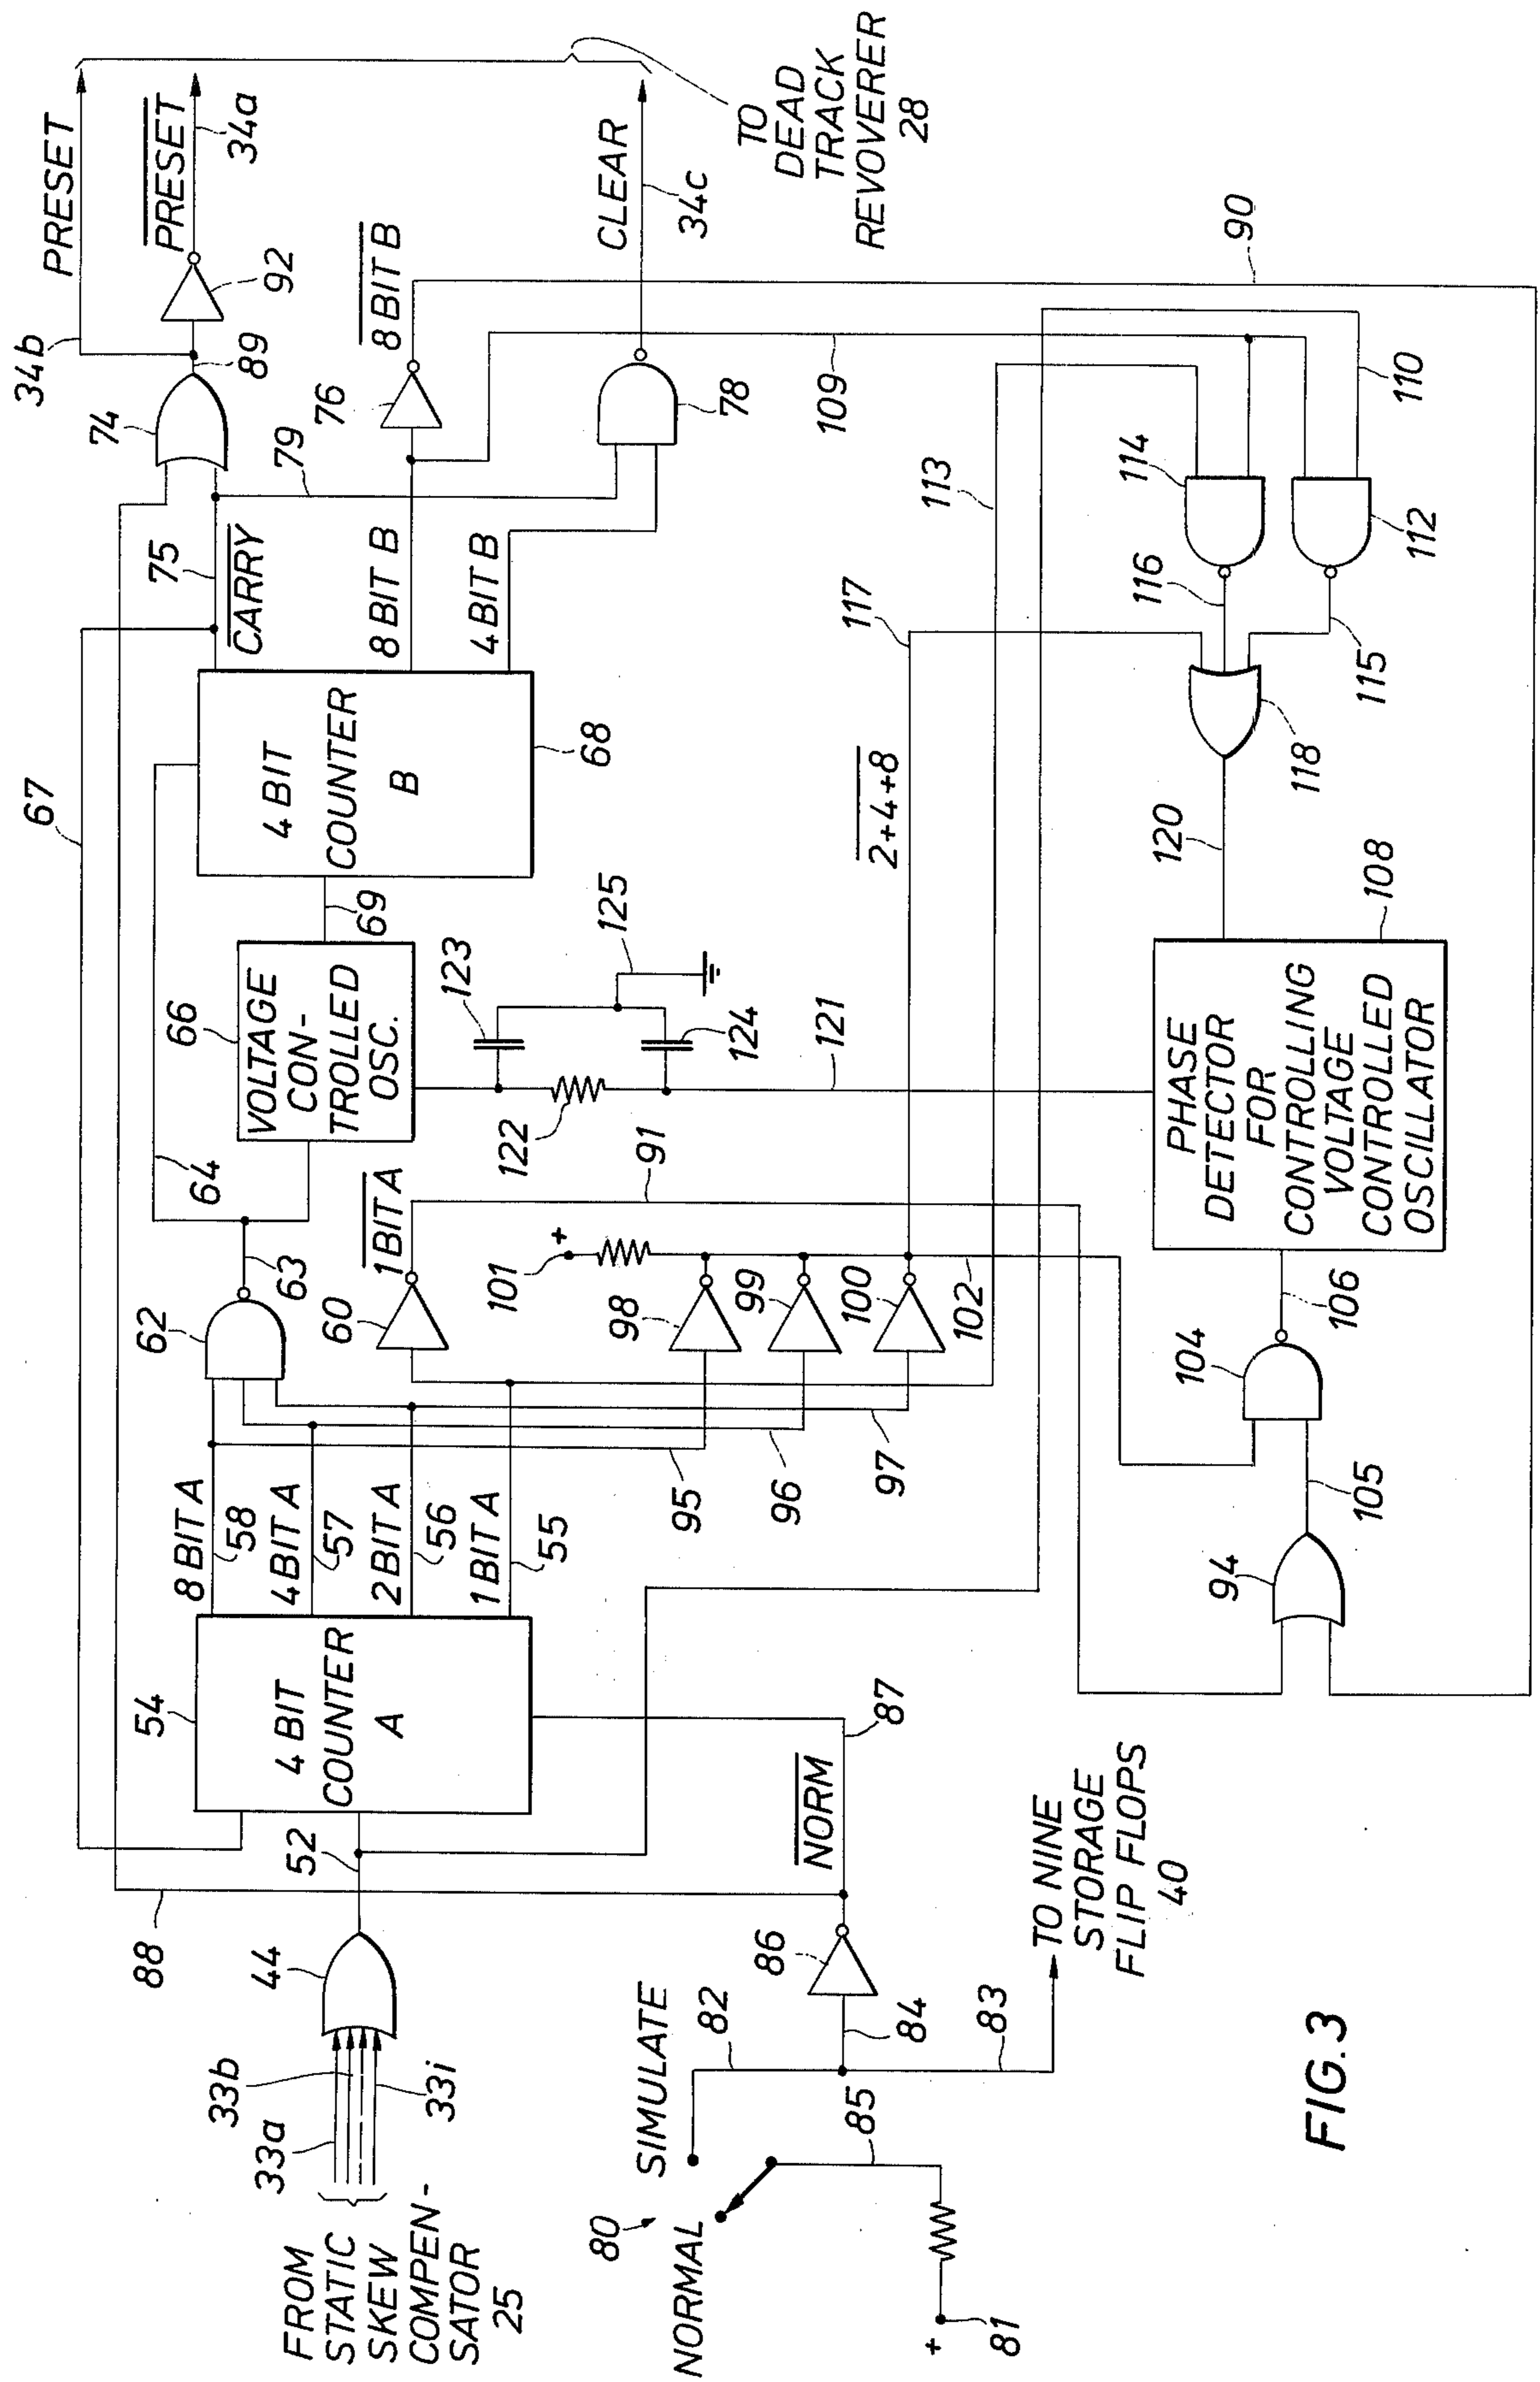 FROM
STATIC
SKEW
COMPEN-
SATOR
25
33a
33b
33i
44
52
88
54
4 BIT
COUNTER
A
8 BIT A
58
4 BIT A
57
2 BIT A
56
1 BIT A
55
62
63
64
60
1 BIT A
91
95
96
97
98
99
100
101
+
102
66
VOLTAGE
CON-
TROLLED
OSC.
69
67
4 BIT
COUNTER
B
68
122
123
124
125
121
75
CARRY
8 BIT B
4 BIT B
79
74
89
34b
PRESET
92
PRESET
34a
76
8 BIT B
78
CLEAR
34c
TO
DEAD
TRACK
REVOVERER
28
90
109
110
113
114
112
116
115
117
2+4+8
118
120
PHASE
DETECTOR
FOR
CONTROLLING
VOLTAGE
CONTROLLED
OSCILLATOR
108
106
104
105
94
NORM
87
86
84
82
83
85
SIMULATE
NORMAL
80
+
81
TO NINE
STORAGE
FLIP FLOPS
40
FIG.3